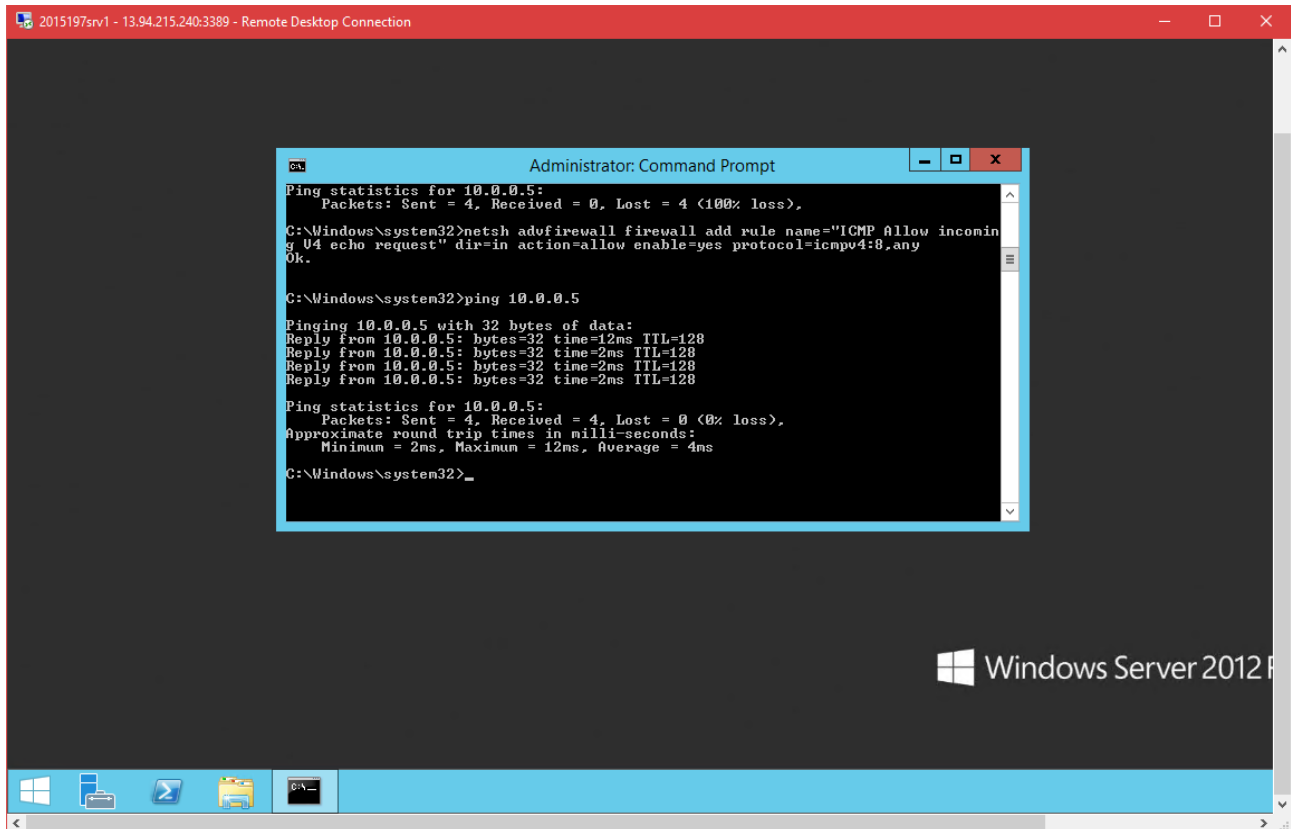 2015197srv1 - 13.94.215.240:3389 - Remote Desktop Connection
Administrator: Command Prompt
Ping statistics for 10.0.0.5:
    Packets: Sent = 4, Received = 0, Lost = 4 (100% loss),
C:\Windows\system32>netsh advfirewall firewall add rule name="ICMP Allow incomin
g V4 echo request" dir=in action=allow enable=yes protocol=icmpv4:8,any
Ok.
C:\Windows\system32>ping 10.0.0.5
Pinging 10.0.0.5 with 32 bytes of data:
Reply from 10.0.0.5: bytes=32 time=12ms TTL=128
Reply from 10.0.0.5: bytes=32 time=2ms TTL=128
Reply from 10.0.0.5: bytes=32 time=2ms TTL=128
Reply from 10.0.0.5: bytes=32 time=2ms TTL=128
Ping statistics for 10.0.0.5:
    Packets: Sent = 4, Received = 4, Lost = 0 (0% loss),
Approximate round trip times in milli-seconds:
    Minimum = 2ms, Maximum = 12ms, Average = 4ms
C:\Windows\system32>_
Windows Server 2012